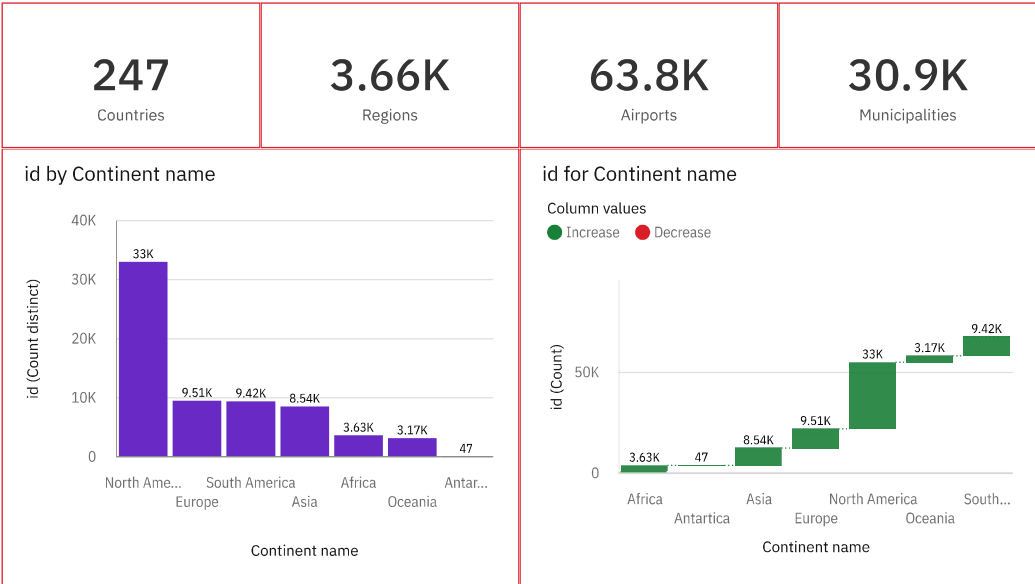 247
Countries
3.66K
Regions
63.8K
Airports
30.9K
Municipalities
id by Continent name
id (Count distinct)
40K
30K
20K
10K
0
33K
9.51K
9.42K
8.54K
3.63K
3.17K
47
North Ame...
Europe
South America
Asia
Africa
Oceania
Antar...
Continent name
id for Continent name
Column values
Increase
Decrease
id (Count)
50K
0
3.63K
47
8.54K
9.51K
33K
3.17K
9.42K
Africa
Antartica
Asia
Europe
North America
Oceania
South...
Continent name